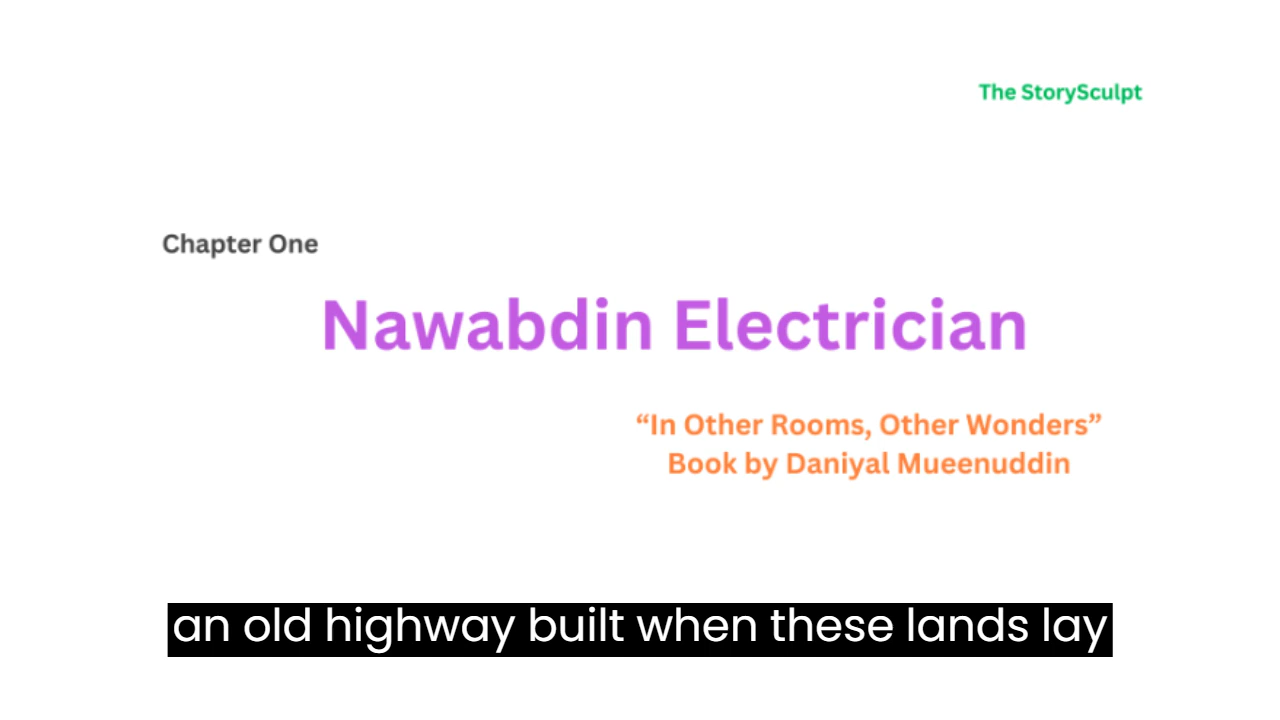 The StorySculpt
Chapter One
Nawabdin Electrician
“In Other Rooms, Other Wonders”
Book by Daniyal Mueenuddin
an old highway built when these lands lay